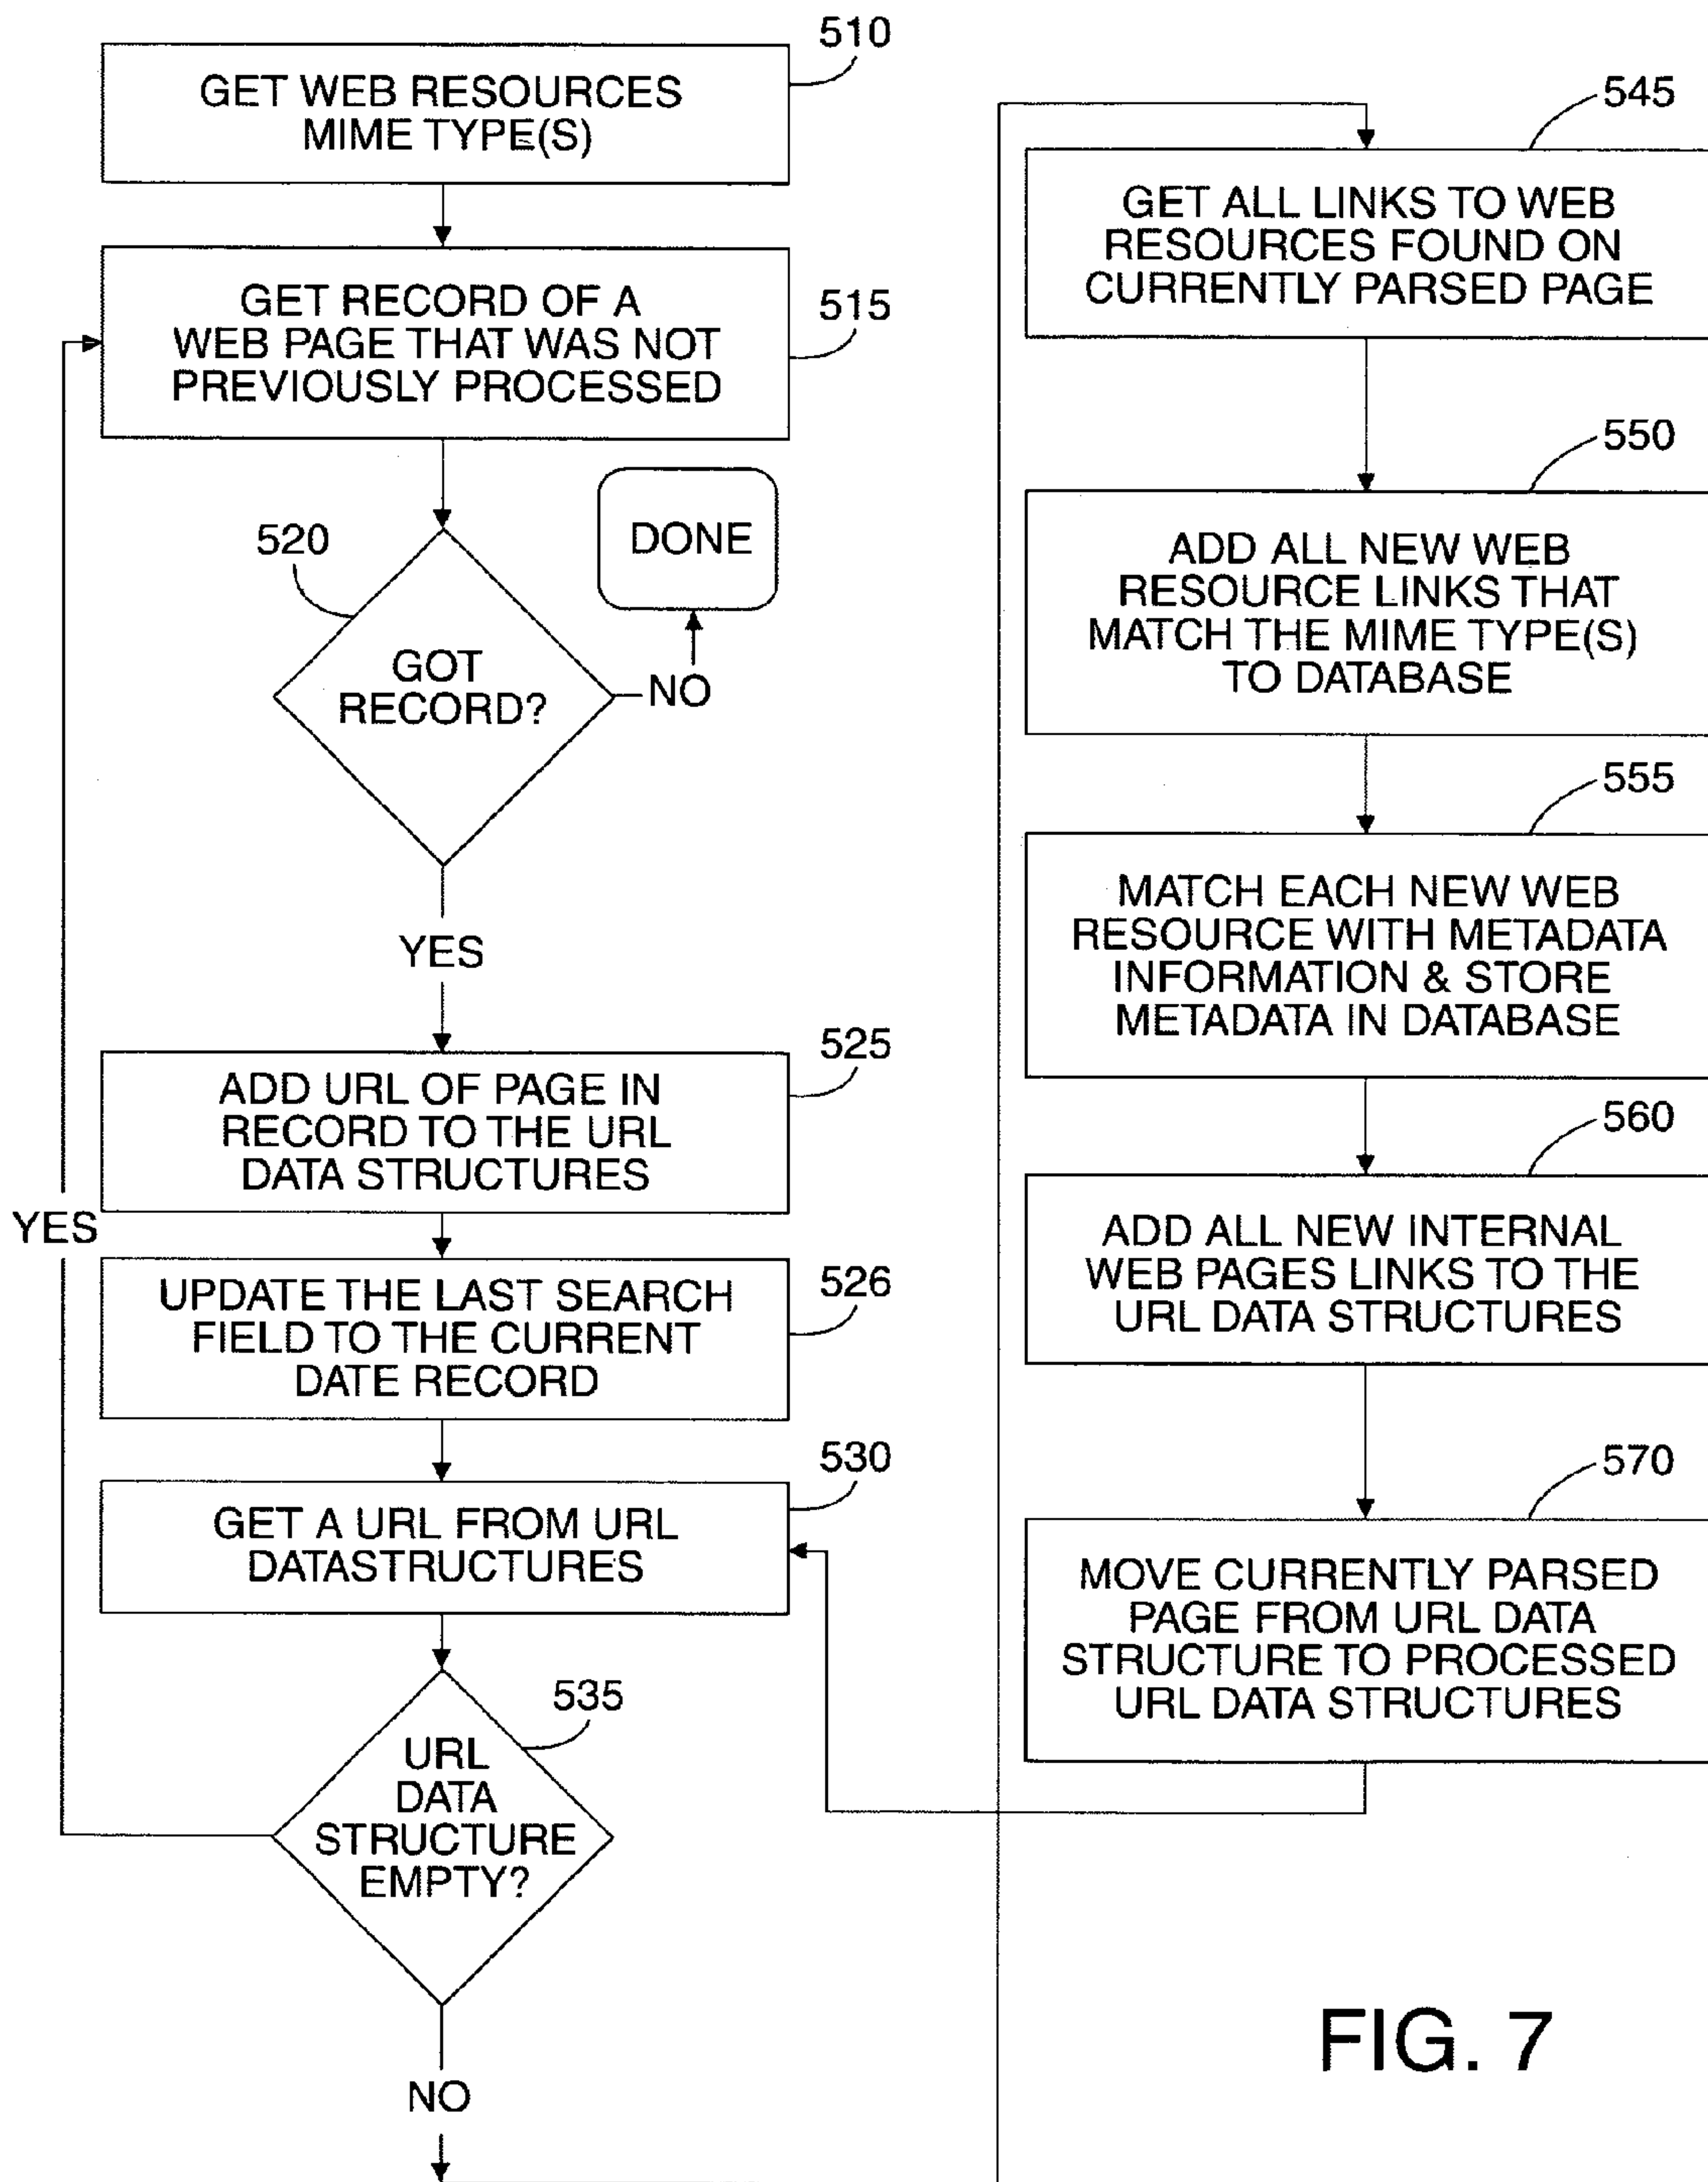 510
GET WEB RESOURCES
MIME TYPE(S)
GET RECORD OF A
WEB PAGE THAT WAS NOT
PREVIOUSLY PROCESSED
515
520
DONE
GOT
RECORD?
NO
YES
525
ADD URL OF PAGE IN
RECORD TO THE URL
DATA STRUCTURES
YES
526
UPDATE THE LAST SEARCH
FIELD TO THE CURRENT
DATE RECORD
530
GET A URL FROM URL
DATASTRUCTURES
535
URL
DATA
STRUCTURE
EMPTY?
NO
545
GET ALL LINKS TO WEB
RESOURCES FOUND ON
CURRENTLY PARSED PAGE
550
ADD ALL NEW WEB
RESOURCE LINKS THAT
MATCH THE MIME TYPE(S)
TO DATABASE
555
MATCH EACH NEW WEB
RESOURCE WITH METADATA
INFORMATION & STORE
METADATA IN DATABASE
560
ADD ALL NEW INTERNAL
WEB PAGES LINKS TO THE
URL DATA STRUCTURES
570
MOVE CURRENTLY PARSED
PAGE FROM URL DATA
STRUCTURE TO PROCESSED
URL DATA STRUCTURES
FIG. 7